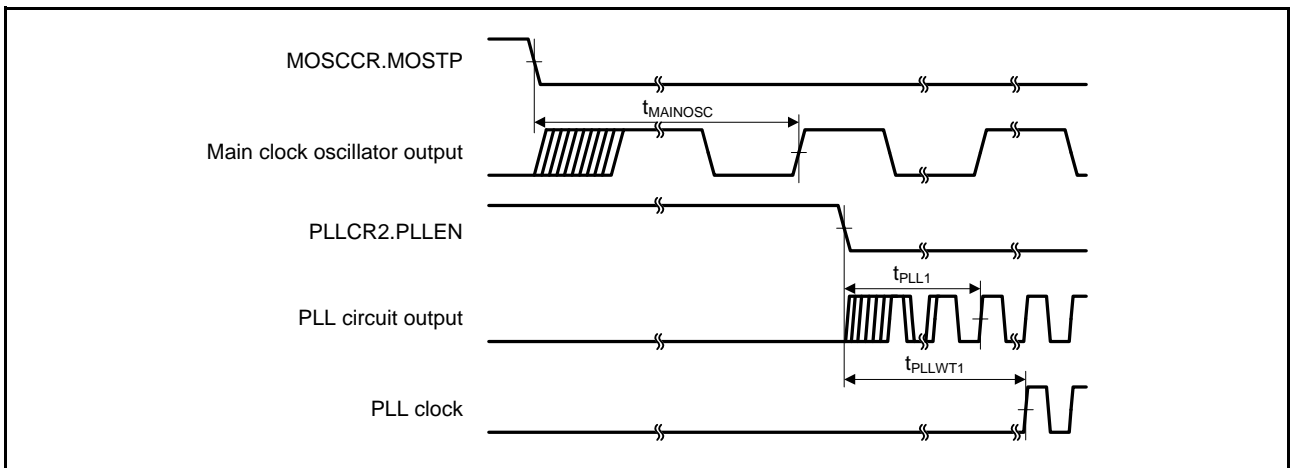 MOSCCR.MOSTP
tMAINOSC
Main clock oscillator output
PLLCR2.PLLEN
tPLL1
PLL circuit output
tPLLWT1
PLL clock